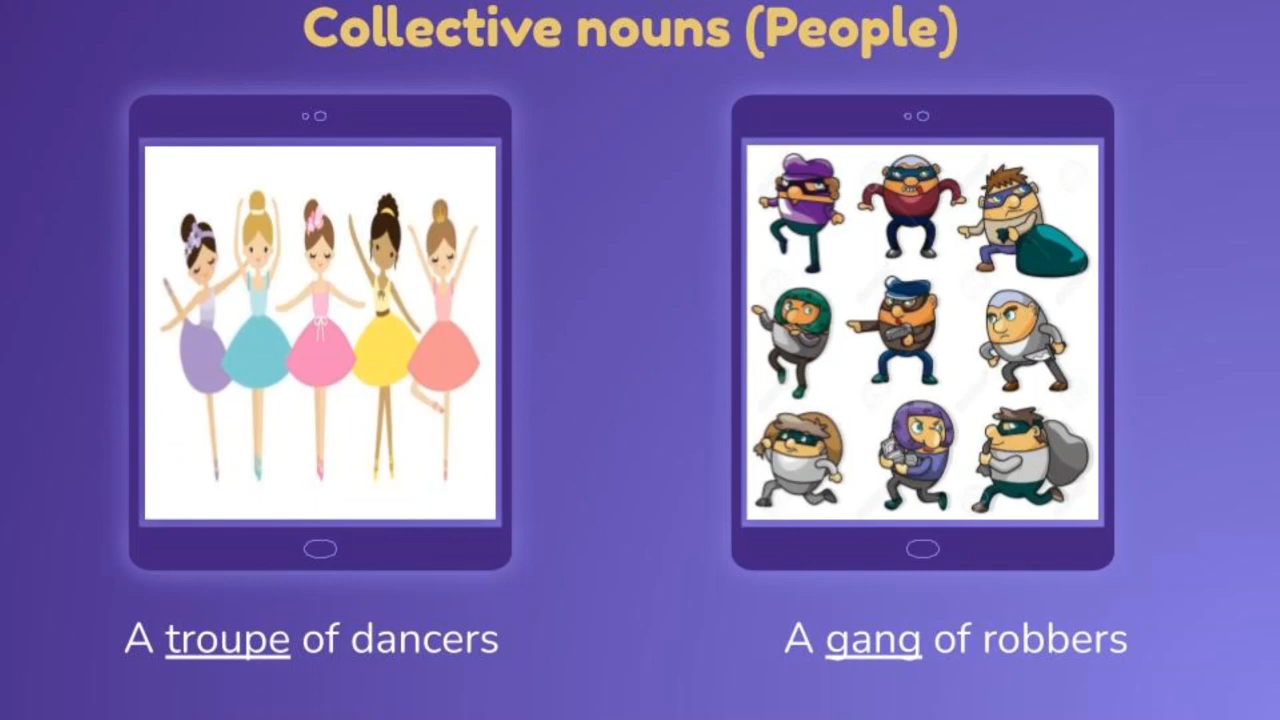 Collective nouns (People)
A troupe of dancers
A gang of robbers